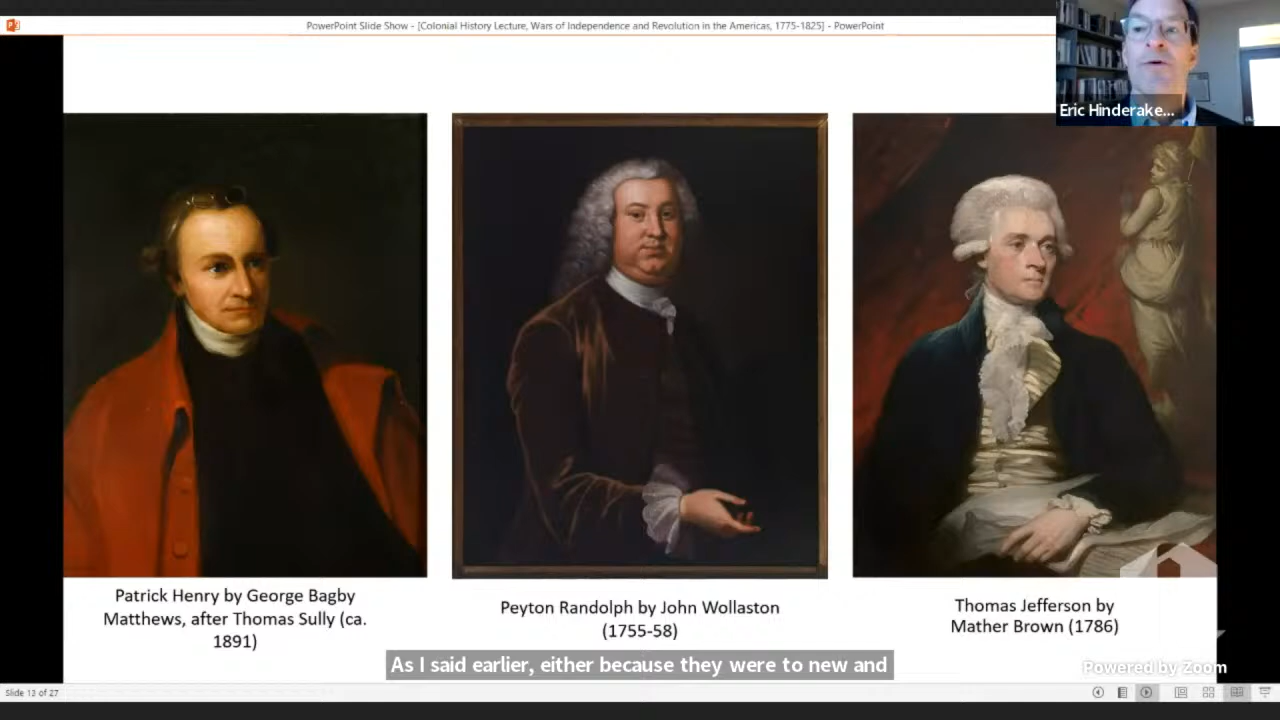 PowerPoint Slide Show - [Colonial History Lecture, Wars of Independence and Revolution in the Americas, 1775-1825] - PowerPoint
Eric Hinderake...
Patrick Henry by George Bagby
Matthews, after Thomas Sully (ca.
1891)
Peyton Randolph by John Wollaston
(1755-58)
Thomas Jefferson by
Mather Brown (1786)
As I said earlier, either because they were to new and
Powered by Zoom
Slide 13 of 27